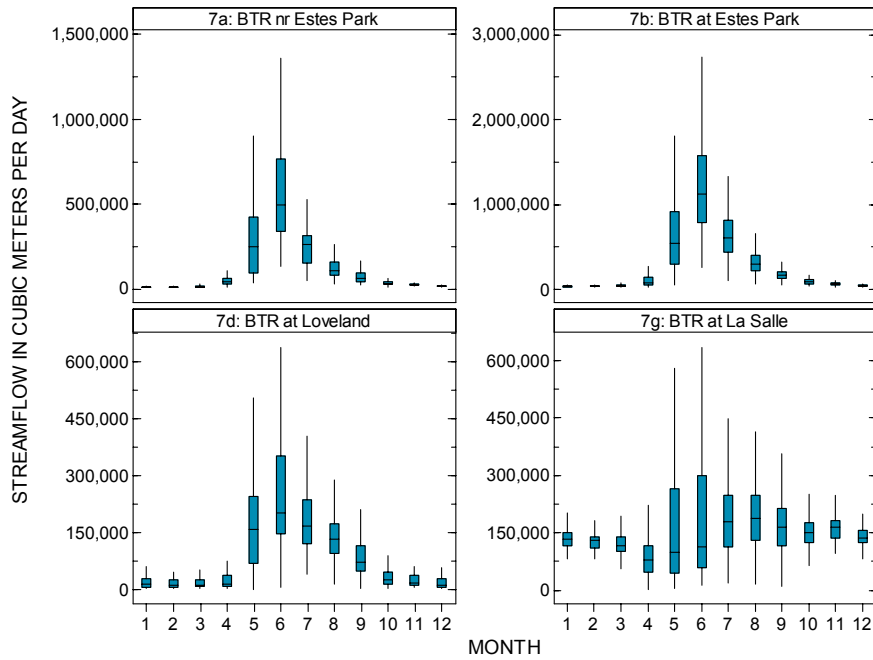 7a: BTR nr Estes Park
7b: BTR at Estes Park
1,500,000
1,000,000
500,000
0
3,000,000
2,000,000
1,000,000
0
7d: BTR at Loveland
7g: BTR at La Salle
600,000
450,000
300,000
150,000
0
600,000
450,000
300,000
150,000
0
1 2 3 4 5 6 7 8 9 10 11 12
1 2 3 4 5 6 7 8 9 10 11 12
STREAMFLOW IN CUBIC METERS PER DAY
MONTH